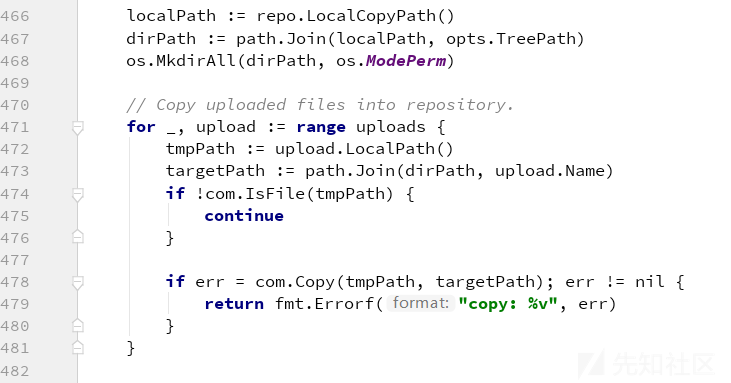 466 localPath := repo.LocalCopyPath()
467 dirPath := path.Join(localPath, opts.TreePath)
468 os.MkdirAll(dirPath, os.ModePerm)
469
470 // Copy uploaded files into repository.
471 for _, upload := range uploads {
472 tmpPath := upload.LocalPath()
473 targetPath := path.Join(dirPath, upload.Name)
474 if !com.IsFile(tmpPath) {
475 continue
476 }
477
478 if err = com.Copy(tmpPath, targetPath); err != nil {
479 return fmt.Errorf( format: "copy: %v", err)
480 }
481 }
482
先知社区